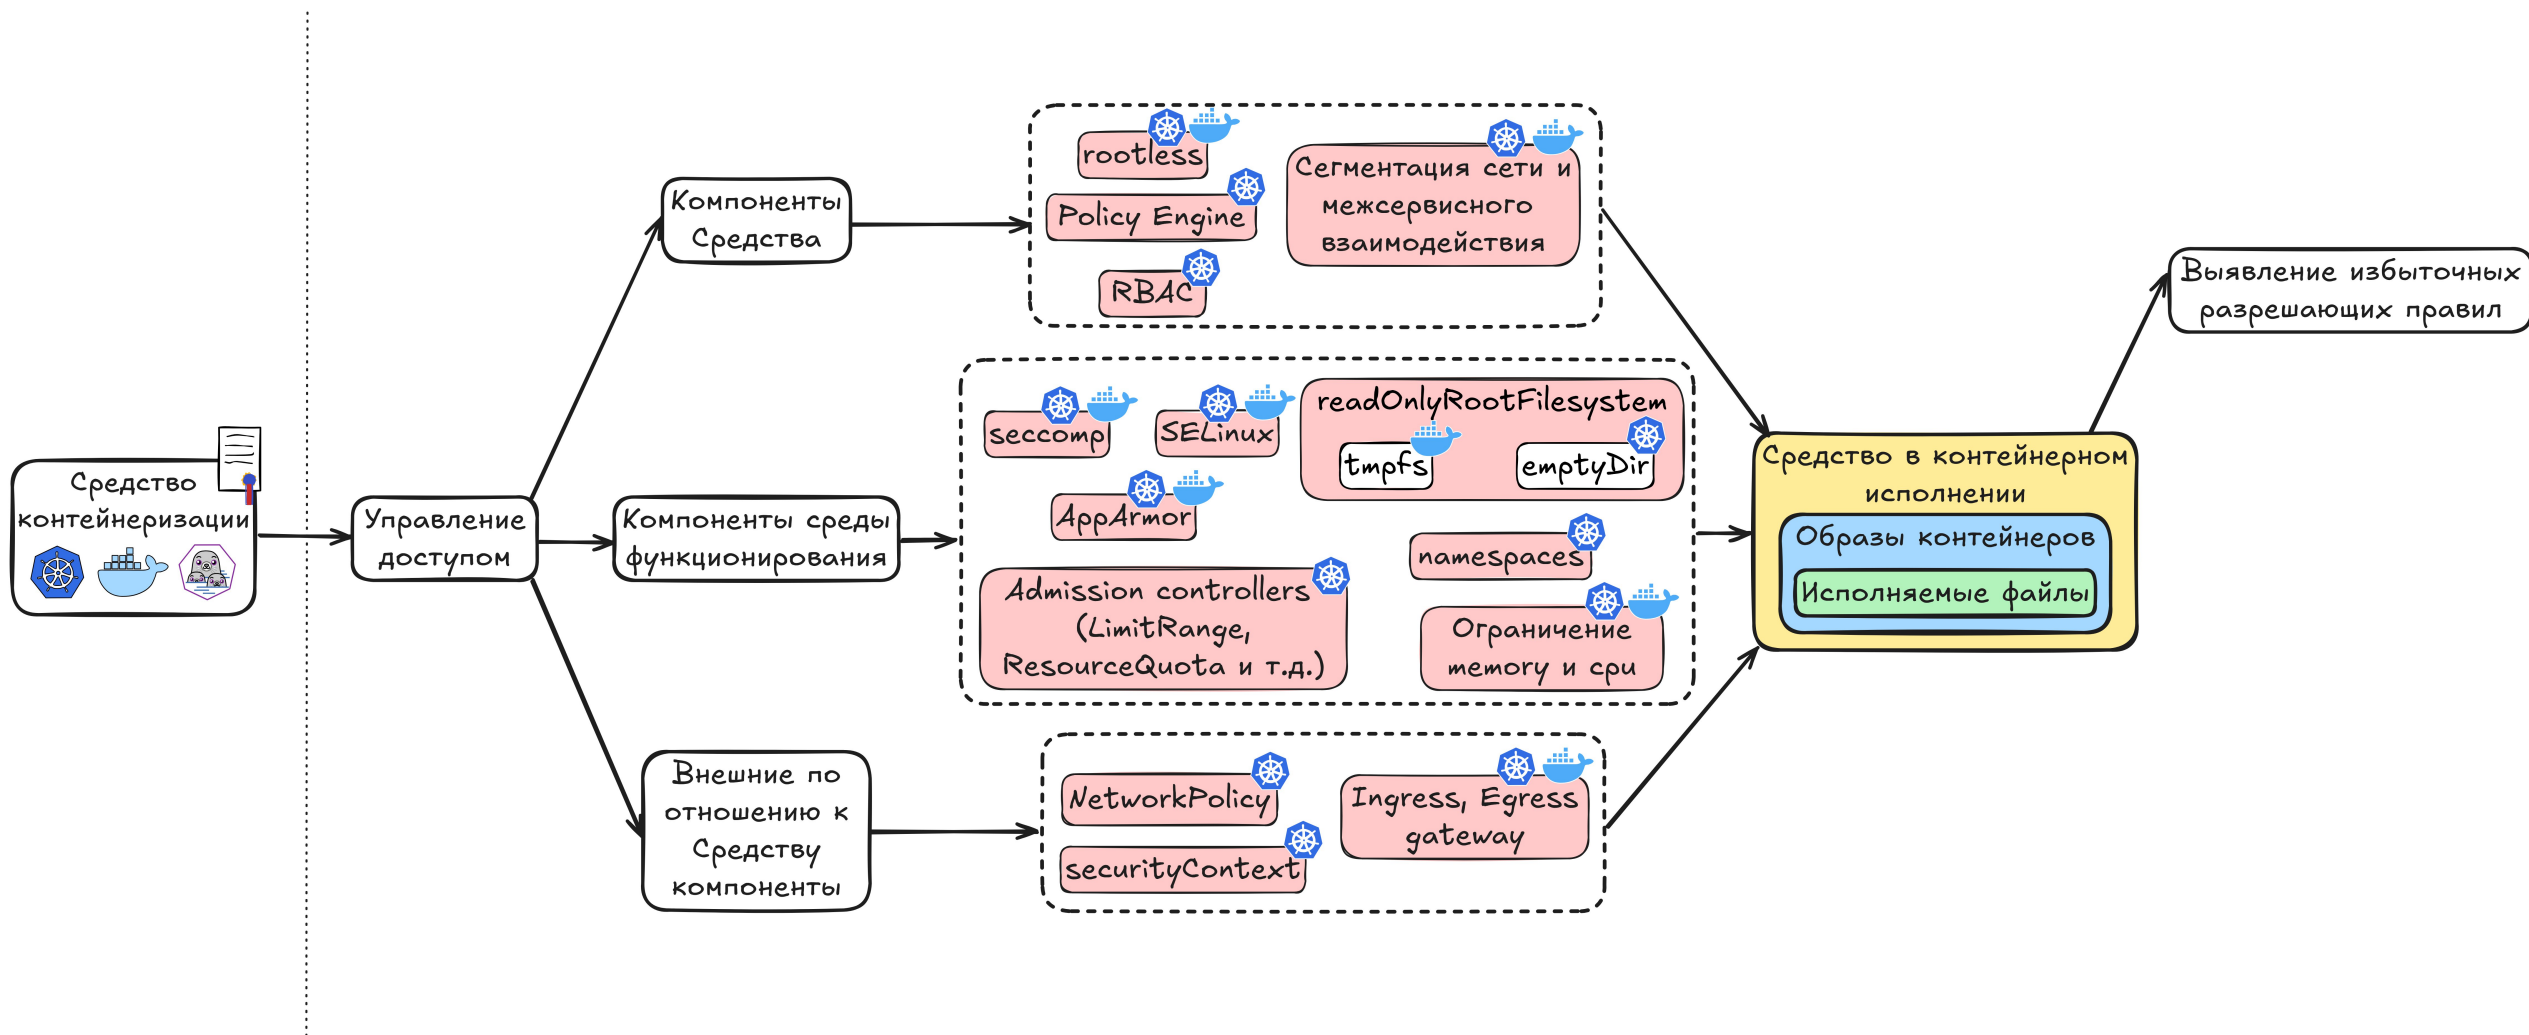 Средство
контейнеризации
Управление
доступом
Компоненты
Средства
rootless
Policy Engine
RBAC
Сегментация сети и
межсервисного
взаимодействия
Компоненты среды
функционирования
seccomp
SELinux
AppArmor
readOnlyRootFilesystem
tmpfs
emptyDir
namespaces
Admission controllers
(LimitRange,
ResourceQuota и т.д.)
Ограничение
memory и cpu
Внешние по
отношению к
Средству
компоненты
NetworkPolicy
securityContext
Ingress, Egress
gateway
Средство в контейнерном
исполнении
Образы контейнеров
Исполняемые файлы
Выявление избыточных
разрешающих правил